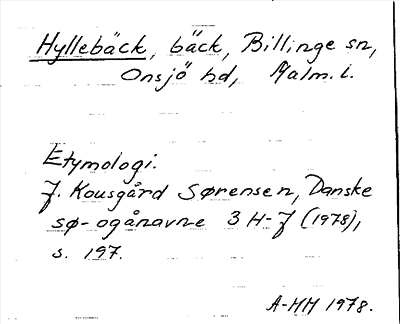 Hyllebäck, bäck, Billinge sn,
Onsjö hd, Malm. l.
Etymologi.
J. Kousgård Sørensen, Danske
sø- og ånavne 3 H-J (1978),
s. 197.
A-HH 1978.